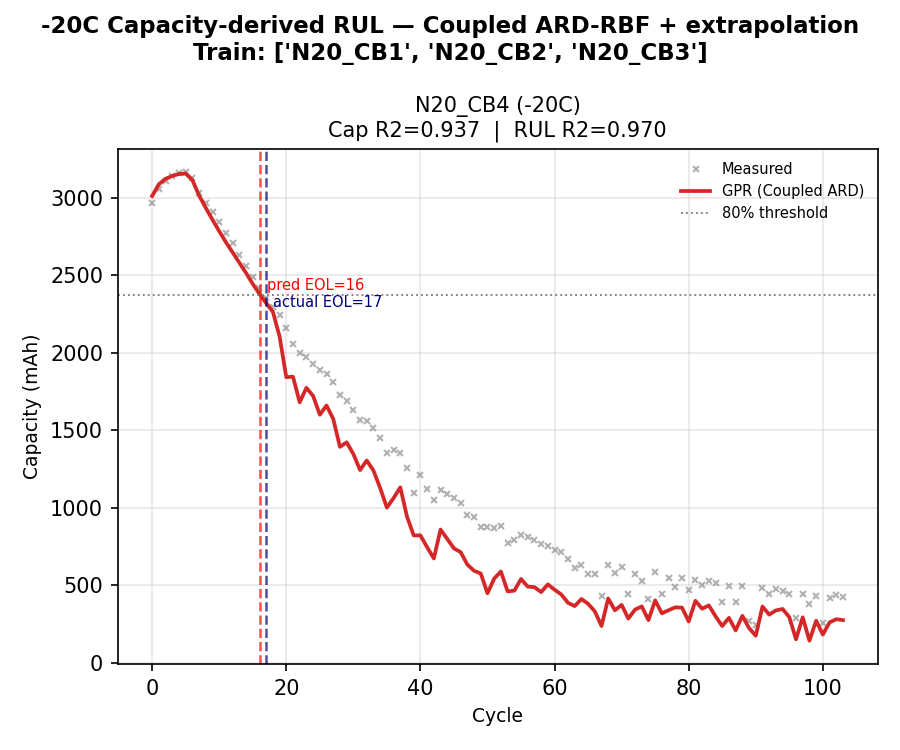 -20C Capacity-derived RUL — Coupled ARD-RBF + extrapolation
Train: ['N20_CB1', 'N20_CB2', 'N20_CB3']
N20_CB4 (-20C)
Cap R2=0.937 | RUL R2=0.970
Measured
GPR (Coupled ARD)
80% threshold
pred EOL=16
actual EOL=17
Capacity (mAh)
3000
2500
2000
1500
1000
500
0
0 20 40 60 80 100
Cycle